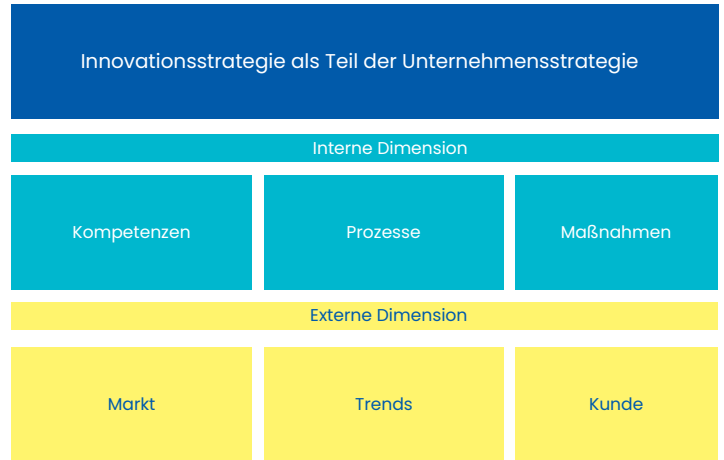 Innovationsstrategie als Teil der Unternehmensstrategie
Interne Dimension
Kompetenzen
Prozesse
Maßnahmen
Externe Dimension
Markt
Trends
Kunde